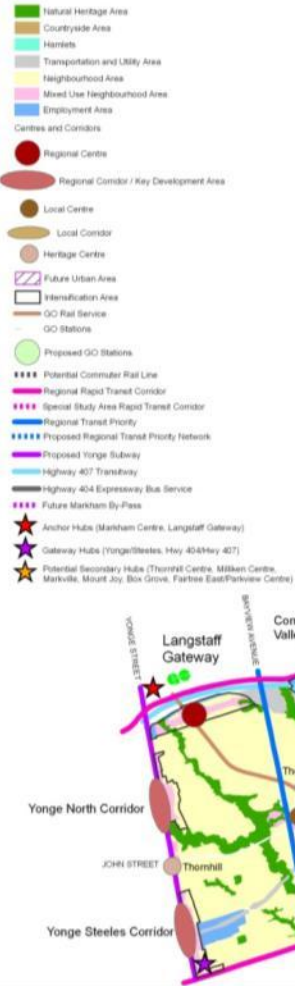 Natural Heritage Area
Countryside Area
Hamlets
Transportation and Utility Area
Neighbourhood Area
Mixed Use Neighbourhood Area
Employment Area
Centres and Corridors
Regional Centre
Regional Corridor / Key Development Area
Local Centre
Local Corridor
Heritage Centre
Future Urban Area
Intensification Area
GO Rail Service
GO Stations
Proposed GO Stations
Potential Commuter Rail Line
Regional Rapid Transit Corridor
Special Study Area Rapid Transit Corridor
Regional Transit Priority
Proposed Regional Transit Priority Network
Proposed Yonge Subway
Highway 407 Transitway
Highway 404 Expressway Bus Service
Future Markham By-Pass
Anchor Hubs (Markham Centre, Langstaff Gateway)
Gateway Hubs (Yonge/Steeles, Hwy 404/Hwy 407)
Potential Secondary Hubs (Thornhill Centre, Milliken Centre,
Markville, Mount Joy, Box Grove, Fairtree East/Parkview Centre)
YONGE STREET
BAYVIEW AVENUE
Langstaff
Gateway
Com
Valle
GO
Tho
Yonge North Corridor
JOHN STREET
Thornhill
Yonge Steeles Corridor